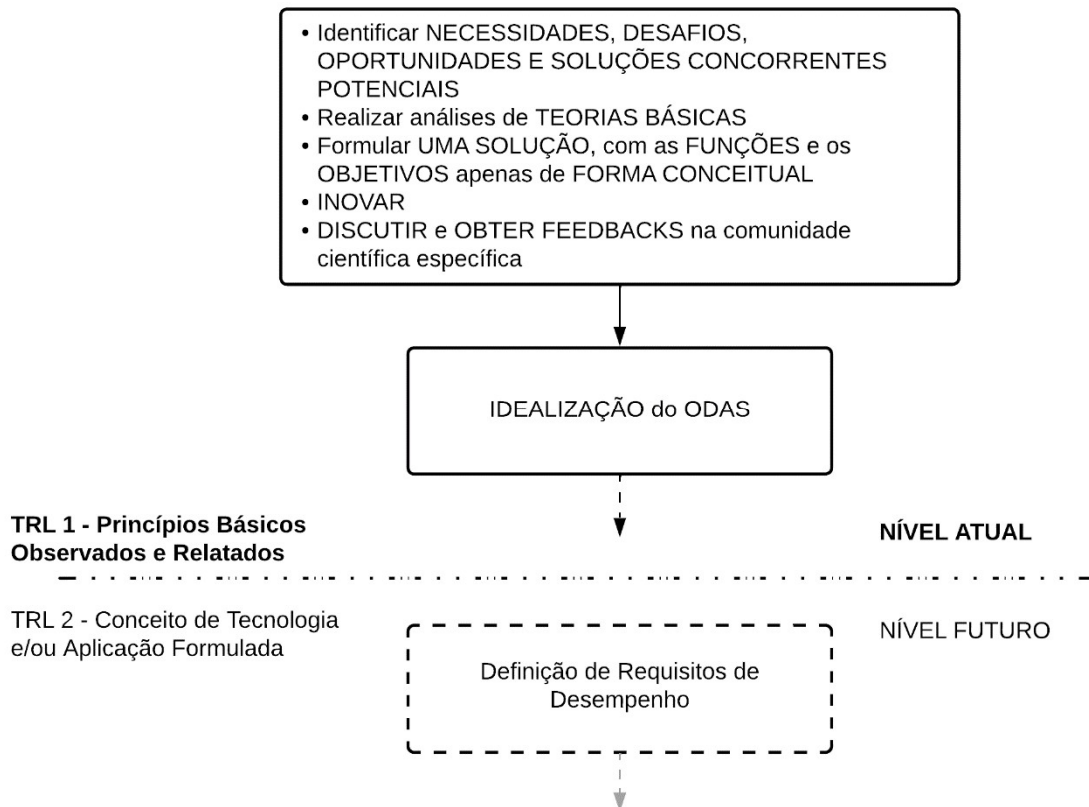 • Identificar NECESSIDADES, DESAFIOS,
OPORTUNIDADES E SOLUÇÕES CONCORRENTES
POTENCIAIS
• Realizar análises de TEORIAS BÁSICAS
• Formular UMA SOLUÇÃO, com as FUNÇÕES e os
OBJETIVOS apenas de FORMA CONCEITUAL
• INOVAR
• DISCUTIR e OBTER FEEDBACKS na comunidade
científica específica
IDEALIZAÇÃO do ODAS
TRL 1 - Princípios Básicos
Observados e Relatados
NÍVEL ATUAL
TRL 2 - Conceito de Tecnologia
e/ou Aplicação Formulada
NÍVEL FUTURO
Definição de Requisitos de
Desempenho